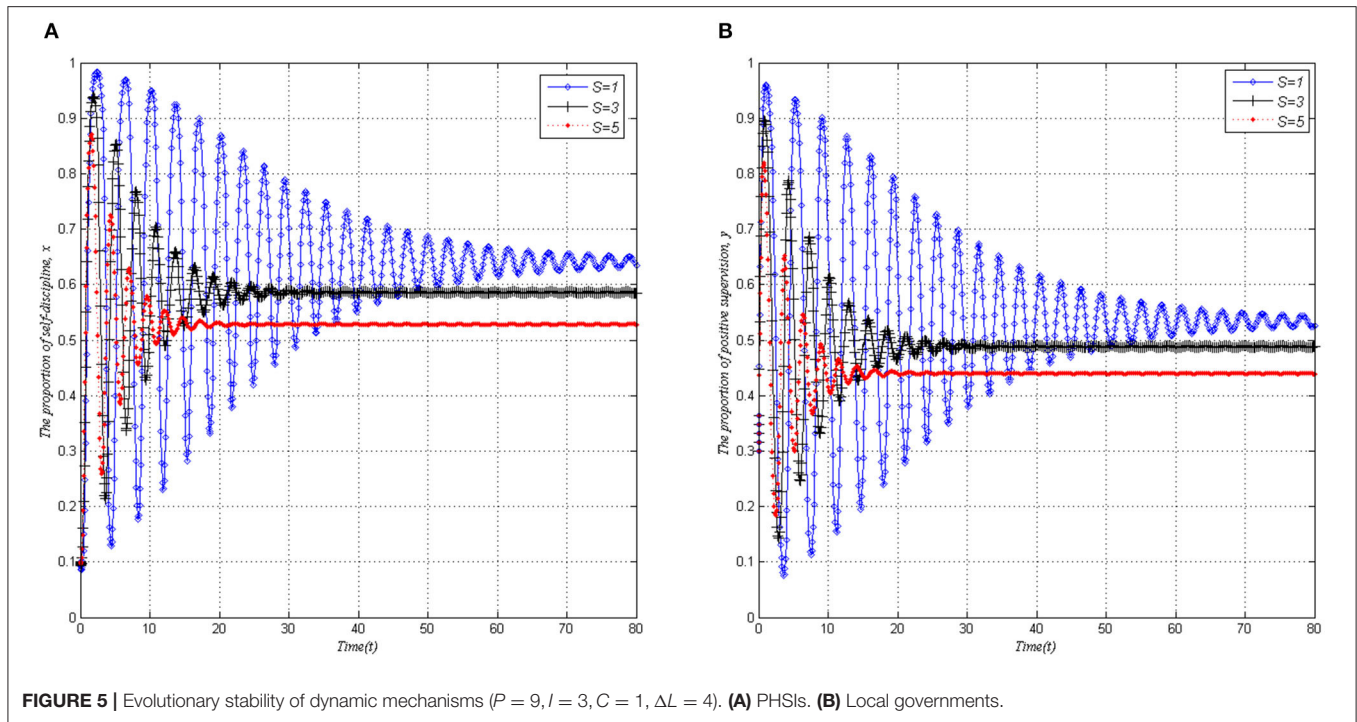 A
The proportion of self-discipline, x
1
0.9
0.8
0.7
0.6
0.5
0.4
0.3
0.2
0.1
0
0 10 20 30 40 50 60 70 80
Time(t)
S=1
S=3
S=5
B
The proportion of positive supervision, y
1
0.9
0.8
0.7
0.6
0.5
0.4
0.3
0.2
0.1
0
0 10 20 30 40 50 60 70 80
Time(t)
S=1
S=3
S=5
FIGURE 5 | Evolutionary stability of dynamic mechanisms (P = 9, I = 3, C = 1, ΔL = 4). (A) PHSIs. (B) Local governments.